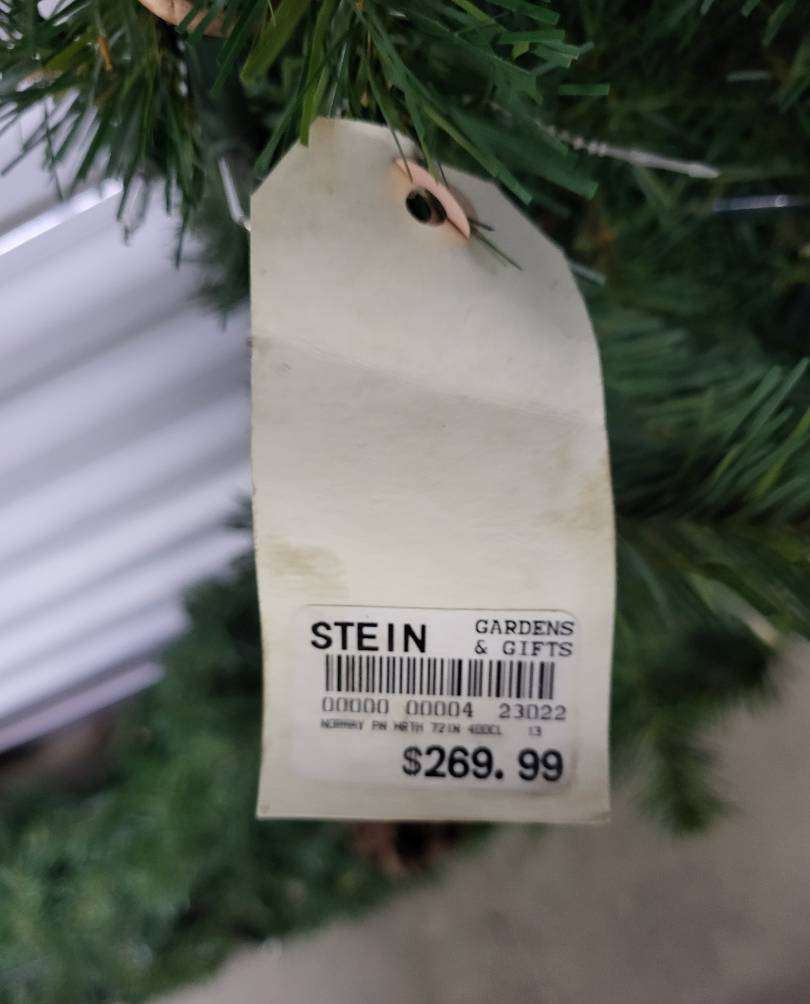 STEIN GARDENS
& GIFTS
00000 00004 23022
NORWAY PN WRTH 72IN 400CL 13
$269.99